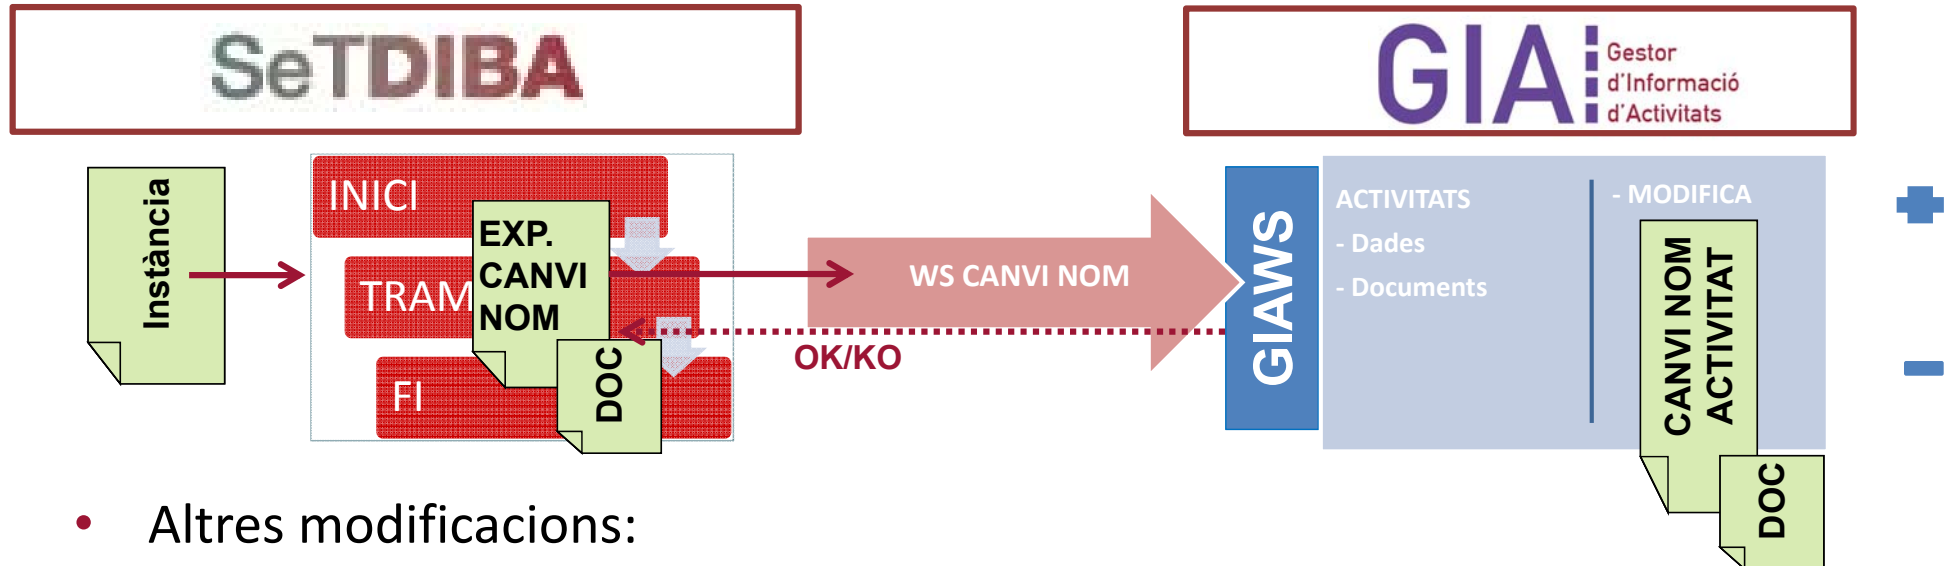 SeTDIBA
GIA
Gestor
d'Informació
d'Activitats
Instància
INICI
TRAM
FI
EXP.
CANVI
NOM
DOC
WS CANVI NOM
OK/KO
GIAWS
ACTIVITATS
- Dades
- Documents
- MODIFICA
CANVI NOM
ACTIVITAT
DOC
• Altres modificacions: